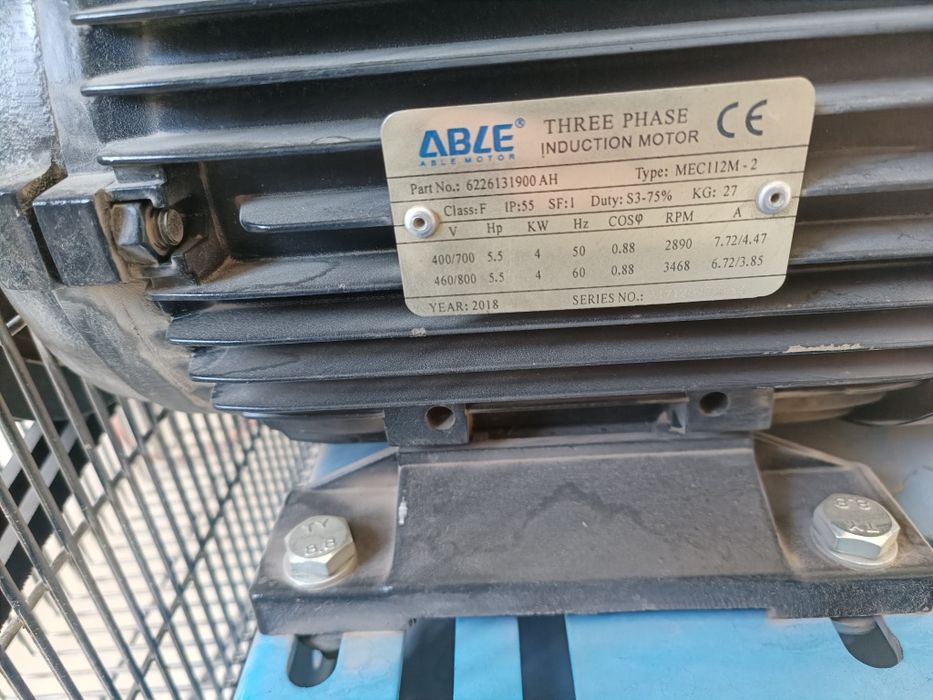 ABLE® THREE PHASE CE
ABLE MOTOR INDUCTION MOTOR
Part No.: 6226131900 AH Type: MEC112M - 2
Class: F IP:55 SF:1 Duty: S3-75% KG: 27
V Hp KW Hz COSφ RPM A
400/700 5.5 4 50 0.88 2890 7.72/4.47
460/800 5.5 4 60 0.88 3468 6.72/3.85
YEAR: 2018 SERIES NO.:
TY
8.8
8.8
TY